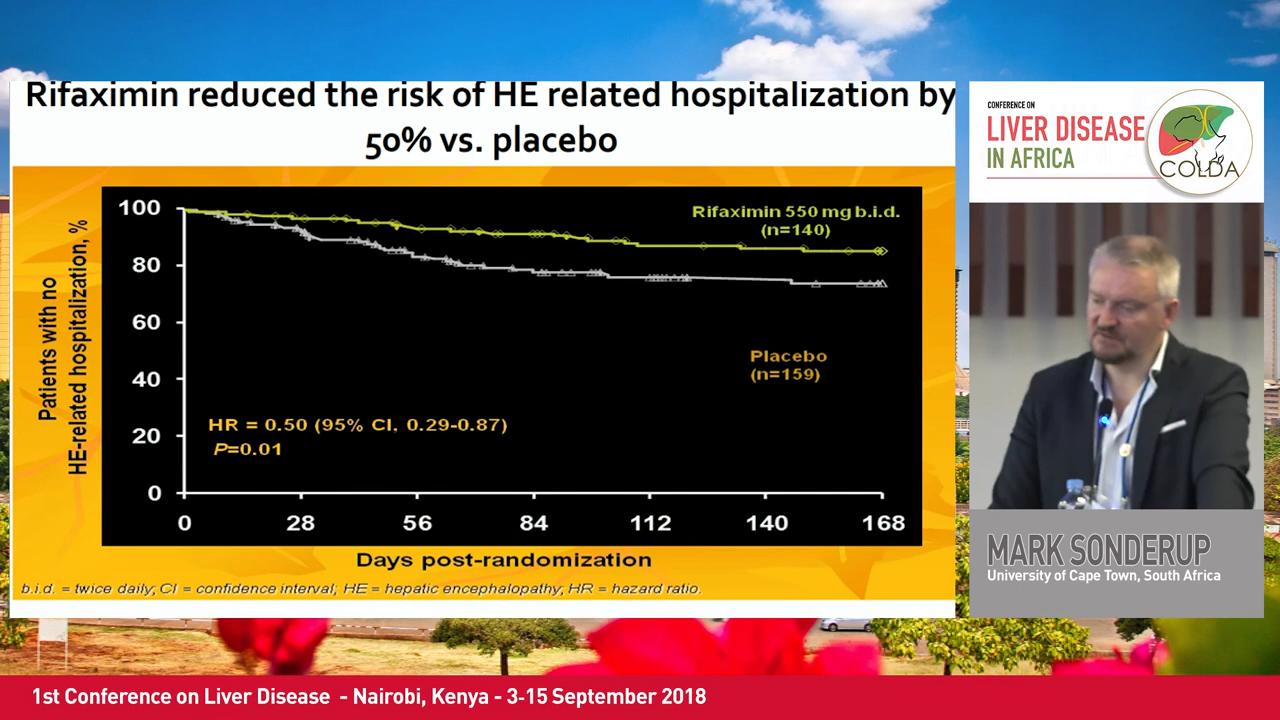 Rifaximin reduced the risk of HE related hospitalization by
50% vs. placebo
Patients with no
HE-related hospitalization, %
100
80
60
40
20
0
Rifaximin 550 mg b.i.d.
(n=140)
Placebo
(n=159)
HR = 0.50 (95% CI, 0.29-0.87)
P=0.01
0 28 56 84 112 140 168
Days post-randomization
b.i.d. = twice daily; CI = confidence interval; HE = hepatic encephalopathy; HR = hazard ratio.
CONFERENCE ON
LIVER DISEASE
IN AFRICA
COLDA
MARK SONDERUP
University of Cape Town, South Africa
1st Conference on Liver Disease - Nairobi, Kenya - 3-15 September 2018